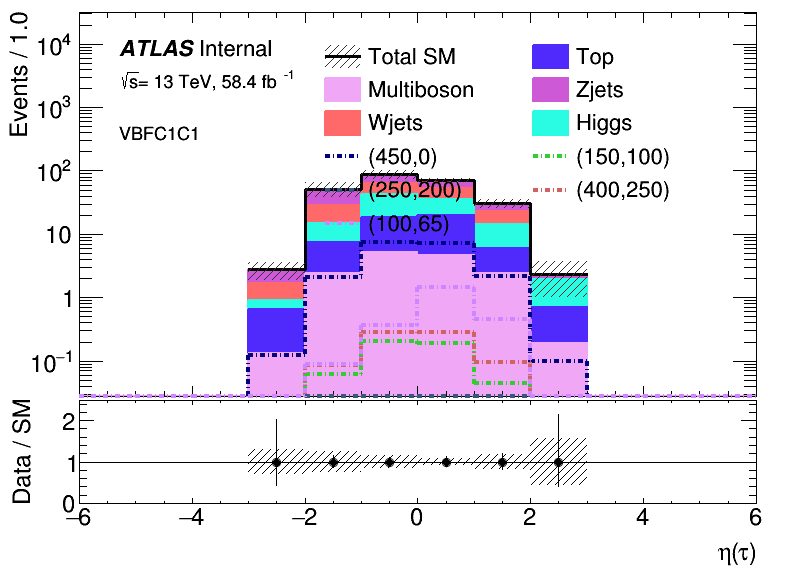 ATLAS Internal
√s= 13 TeV, 58.4 fb⁻¹
VBFC1C1
Total SM
Top
Multiboson
Zjets
Wjets
Higgs
(450,0)
(150,100)
(250,200)
(400,250)
(100,65)
Events / 1.0
10⁴
10³
10²
10
1
10⁻¹
Data / SM
2
1
0
−6 −4 −2 0 2 4 6
η(τ)